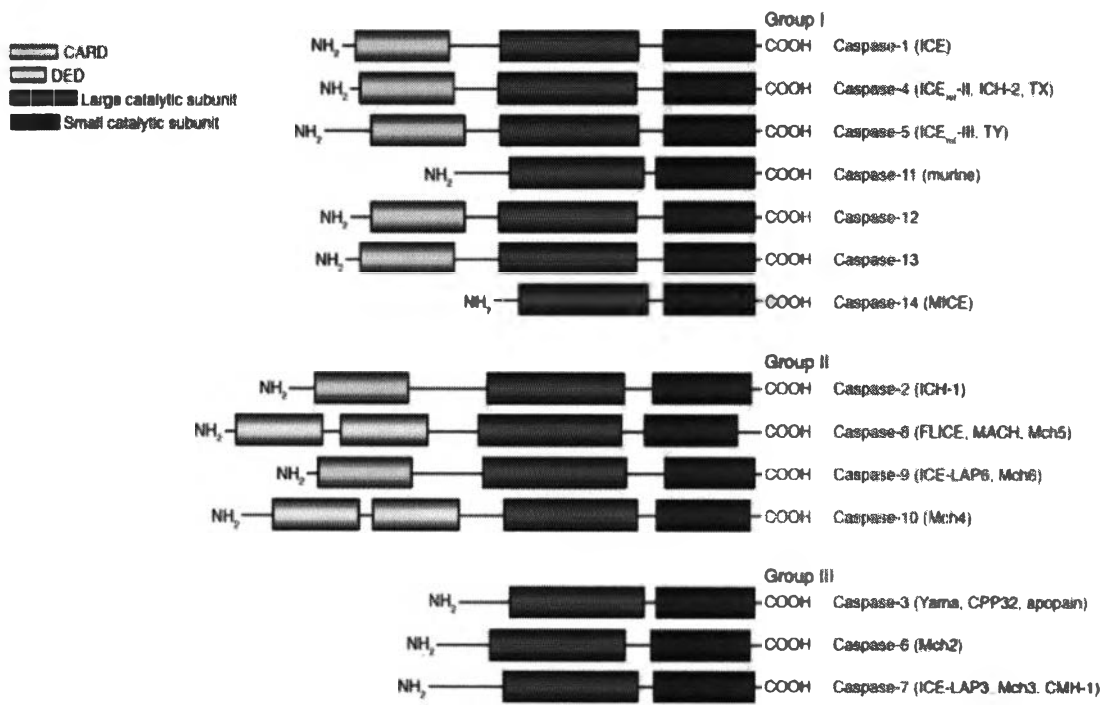 CARD
DED
Large catalytic subunit
Small catalytic subunit
Group I
NH2 COOH Caspase-1 (ICE)
NH2 COOH Caspase-4 (ICErel-II, ICH-2, TX)
NH2 COOH Caspase-5 (ICErel-III, TY)
NH2 COOH Caspase-11 (murine)
NH2 COOH Caspase-12
NH2 COOH Caspase-13
NH2 COOH Caspase-14 (MICE)
Group II
NH2 COOH Caspase-2 (ICH-1)
NH2 COOH Caspase-8 (FLICE, MACH, Mch5)
NH2 COOH Caspase-9 (ICE-LAP6, Mch6)
NH2 COOH Caspase-10 (Mch4)
Group III
NH2 COOH Caspase-3 (Yama, CPP32, apopain)
NH2 COOH Caspase-6 (Mch2)
NH2 COOH Caspase-7 (ICE-LAP3, Mch3, CMH-1)